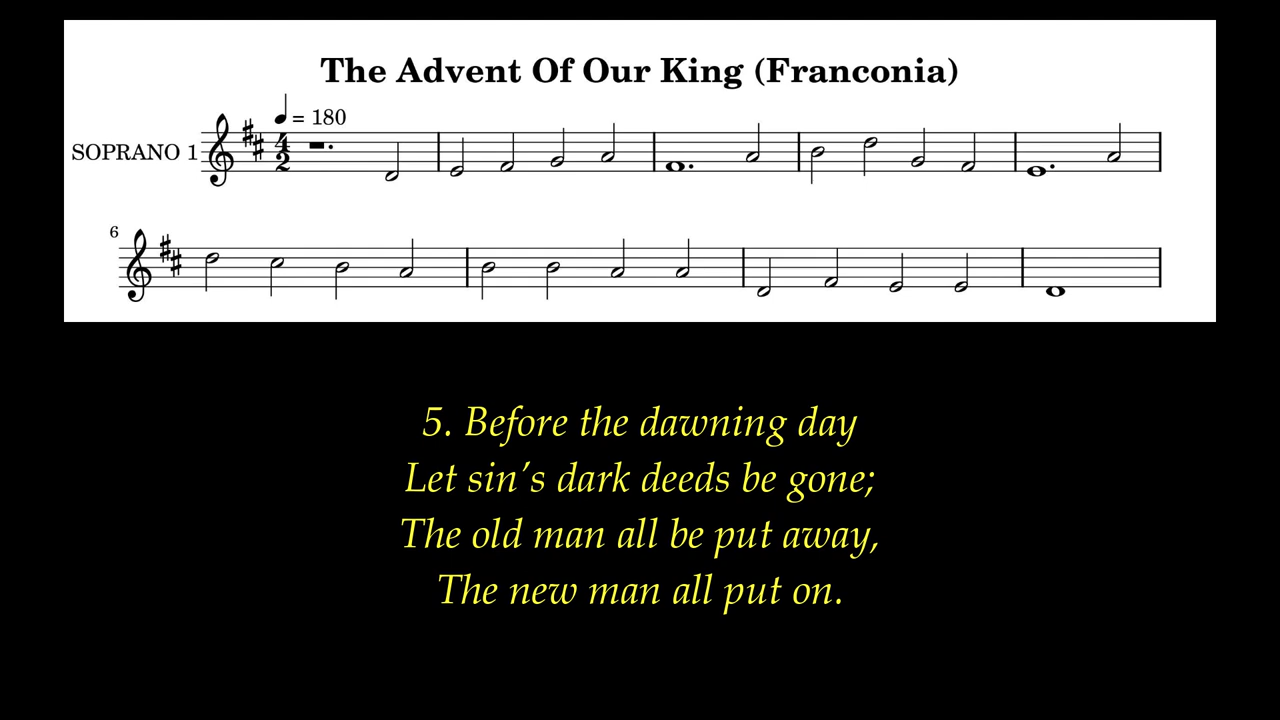 The Advent Of Our King (Franconia)
= 180
SOPRANO 1
4
2
6
5. Before the dawning day
Let sin's dark deeds be gone;
The old man all be put away,
The new man all put on.